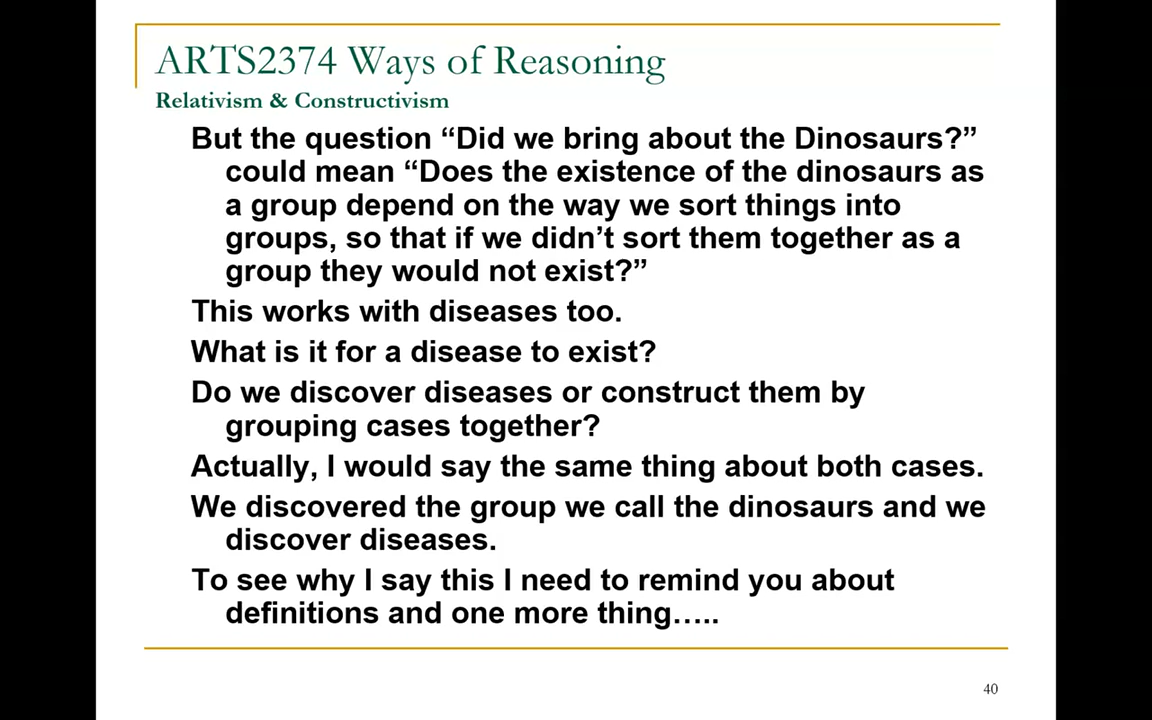 ARTS2374 Ways of Reasoning
Relativism & Constructivism
But the question “Did we bring about the Dinosaurs?”
could mean “Does the existence of the dinosaurs as
a group depend on the way we sort things into
groups, so that if we didn’t sort them together as a
group they would not exist?”
This works with diseases too.
What is it for a disease to exist?
Do we discover diseases or construct them by
grouping cases together?
Actually, I would say the same thing about both cases.
We discovered the group we call the dinosaurs and we
discover diseases.
To see why I say this I need to remind you about
definitions and one more thing…..
40